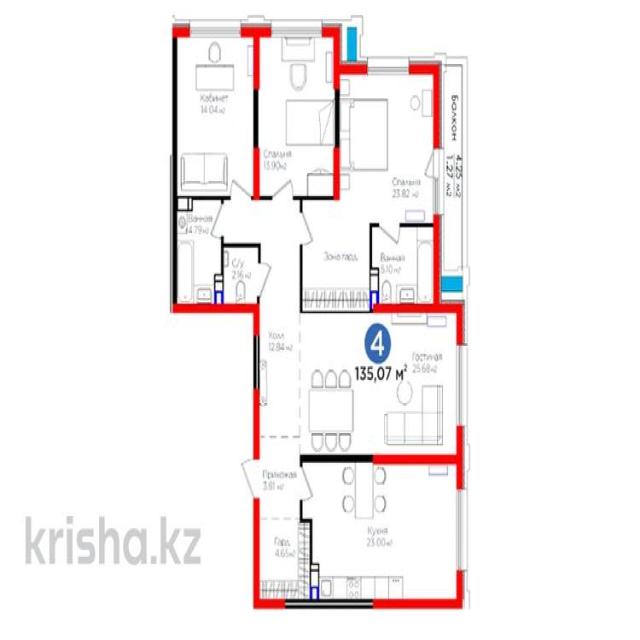 Кабинет
14.04 м²
Спальня
13.90 м²
Спальня
23.82 м²
Балкон
4.25 м²
1.27 м²
Ванная
4.79 м²
С/у
2.16 м²
Зона гард.
Ванная
5.10 м²
Холл
12.84 м²
4
135,07 м²
Гостиная
25.68 м²
Прихожая
3.81 м²
Кухня
23.00 м²
Гард.
4.65 м²
krisha.kz